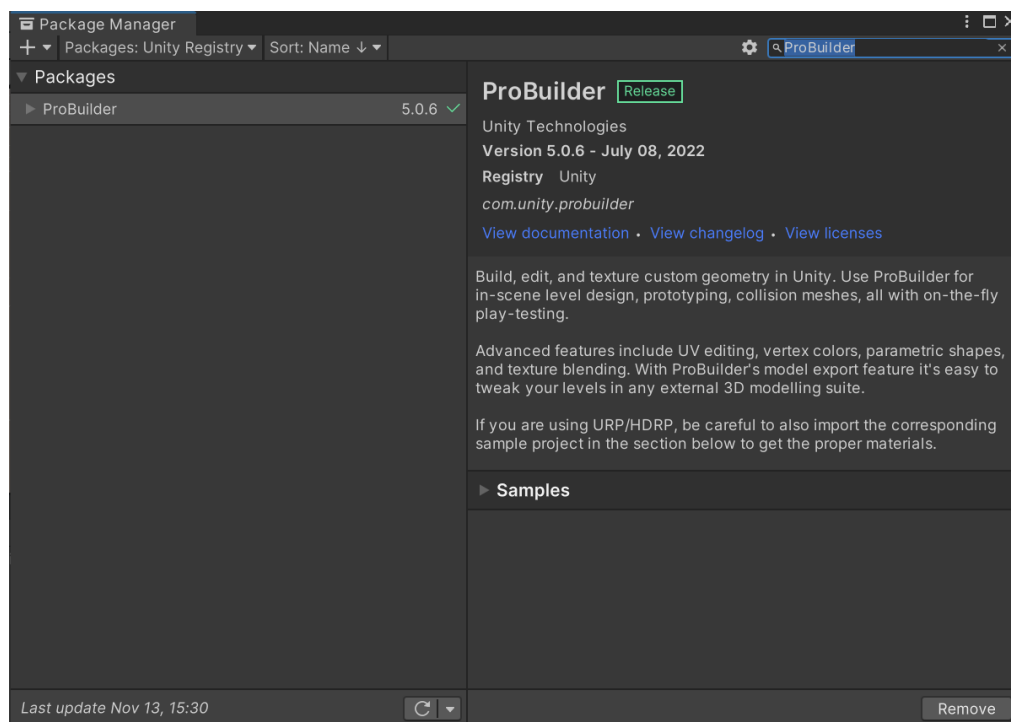 Package Manager
+ Packages: Unity Registry Sort: Name ↓ ProBuilder ×
Packages
ProBuilder 5.0.6 ✓
ProBuilder Release
Unity Technologies
Version 5.0.6 - July 08, 2022
Registry Unity
com.unity.probuilder
View documentation • View changelog • View licenses
Build, edit, and texture custom geometry in Unity. Use ProBuilder for
in-scene level design, prototyping, collision meshes, all with on-the-fly
play-testing.
Advanced features include UV editing, vertex colors, parametric shapes,
and texture blending. With ProBuilder's model export feature it's easy to
tweak your levels in any external 3D modelling suite.
If you are using URP/HDRP, be careful to also import the corresponding
sample project in the section below to get the proper materials.
Samples
Last update Nov 13, 15:30
Remove